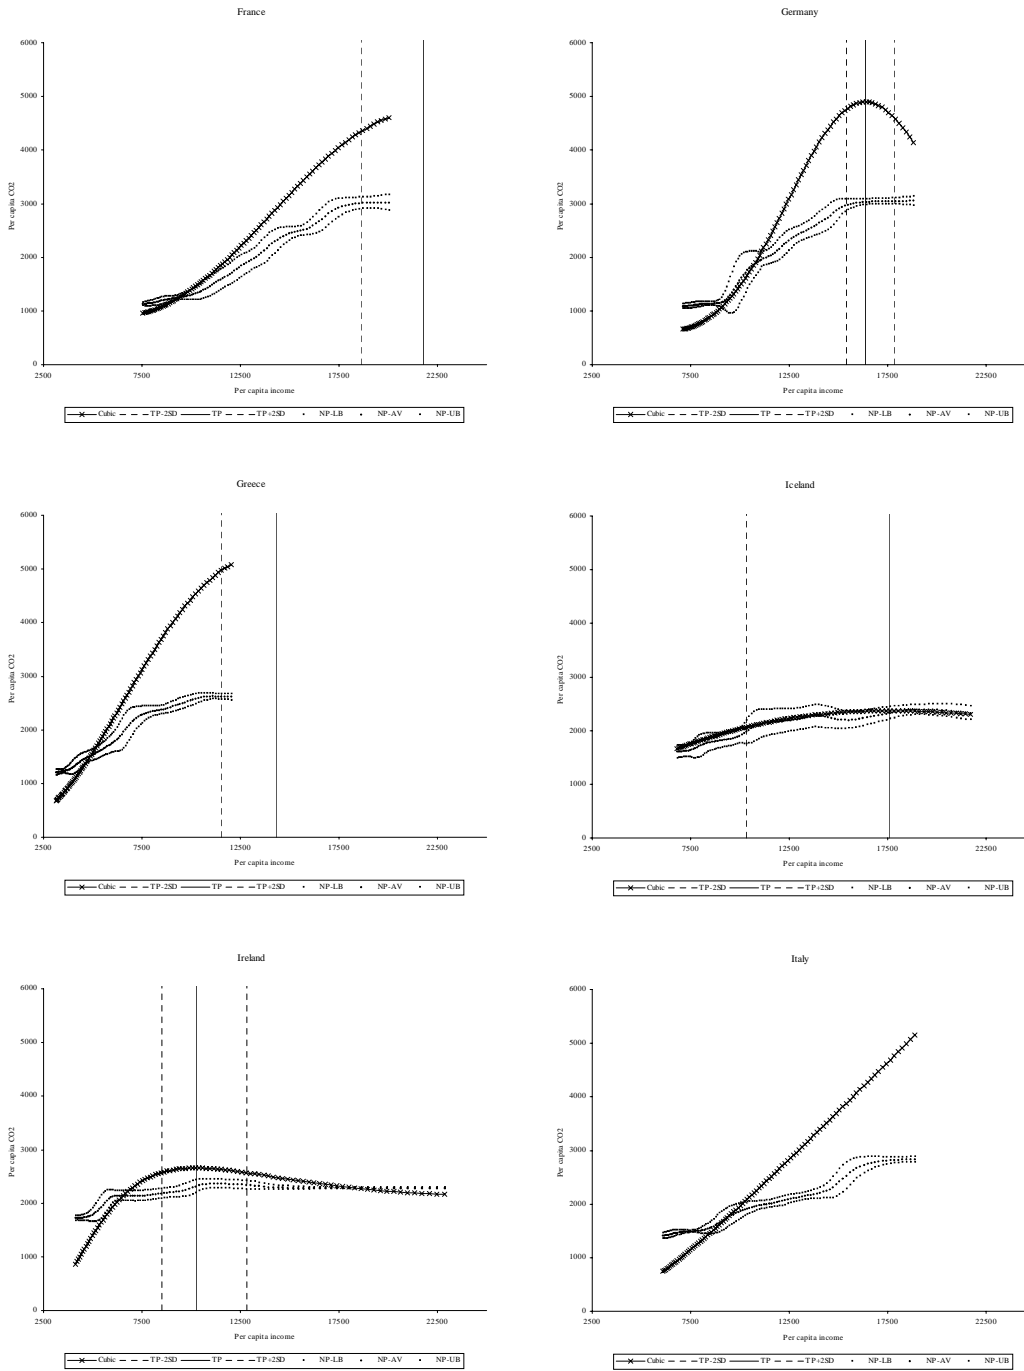 France
6000
5000
4000
3000
2000
1000
0
Per capita CO2
2500 7500 12500 17500 22500
Per capita income
Cubic TP-2SD TP TP+2SD NP-LB NP-AV NP-UB
Germany
6000
5000
4000
3000
2000
1000
0
Per capita CO2
2500 7500 12500 17500 22500
Per capita income
Cubic TP-2SD TP TP+2SD NP-LB NP-AV NP-UB
Greece
6000
5000
4000
3000
2000
1000
0
Per capita CO2
2500 7500 12500 17500 22500
Per capita income
Cubic TP-2SD TP TP+2SD NP-LB NP-AV NP-UB
Iceland
6000
5000
4000
3000
2000
1000
0
Per capita CO2
2500 7500 12500 17500 22500
Per capita income
Cubic TP-2SD TP TP+2SD NP-LB NP-AV NP-UB
Ireland
6000
5000
4000
3000
2000
1000
0
Per capita CO2
2500 7500 12500 17500 22500
Per capita income
Cubic TP-2SD TP TP+2SD NP-LB NP-AV NP-UB
Italy
6000
5000
4000
3000
2000
1000
0
Per capita CO2
2500 7500 12500 17500 22500
Per capita income
Cubic TP-2SD TP TP+2SD NP-LB NP-AV NP-UB